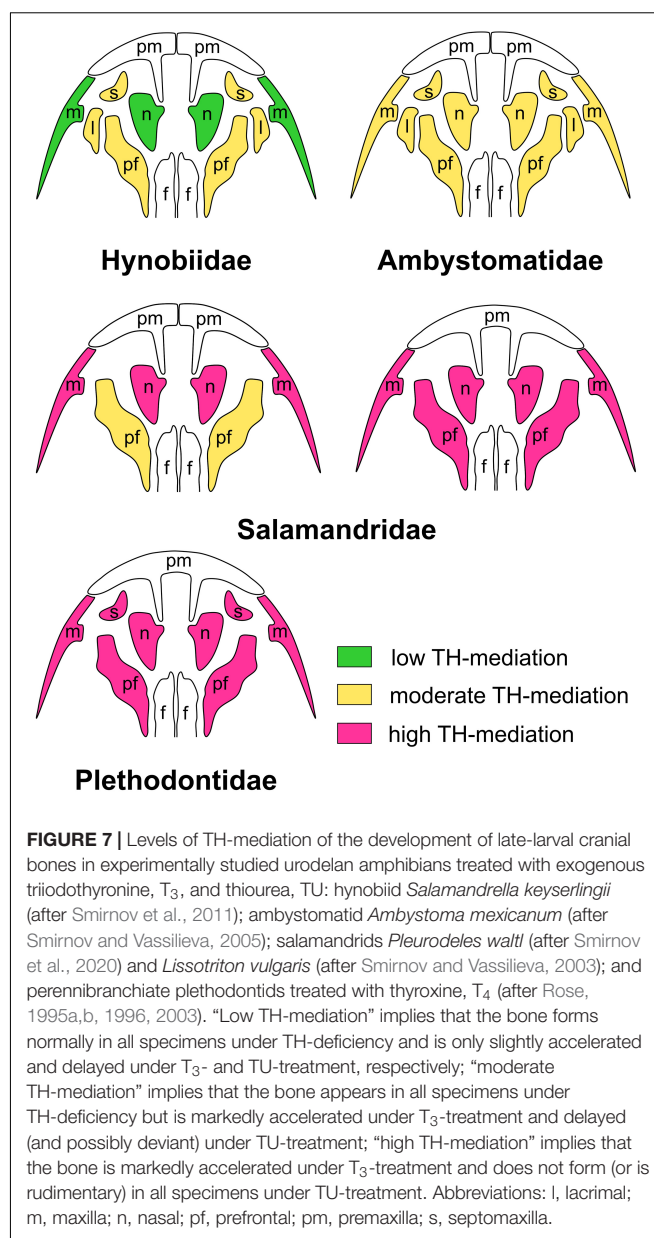 pm pm
s s
m l n n l m
pf pf
f f
Hynobiidae
pm pm
s s
m l n n l m
pf pf
f f
Ambystomatidae
pm pm
m n n m
pf pf
f f
pm
m n n m
pf pf
f f
Salamandridae
pm
s s
m n n m
pf pf
f f
Plethodontidae
low TH-mediation
moderate TH-mediation
high TH-mediation
FIGURE 7 | Levels of TH-mediation of the development of late-larval cranial
bones in experimentally studied urodelan amphibians treated with exogenous
triiodothyronine, T3, and thiourea, TU: hynobiid Salamandrella keyserlingii
(after Smirnov et al., 2011); ambystomatid Ambystoma mexicanum (after
Smirnov and Vassilieva, 2005); salamandrids Pleurodeles waltl (after Smirnov
et al., 2020) and Lissotriton vulgaris (after Smirnov and Vassilieva, 2003); and
perennibranchiate plethodontids treated with thyroxine, T4 (after Rose,
1995a,b, 1996, 2003). “Low TH-mediation” implies that the bone forms
normally in all specimens under TH-deficiency and is only slightly accelerated
and delayed under T3- and TU-treatment, respectively; “moderate
TH-mediation” implies that the bone appears in all specimens under
TH-deficiency but is markedly accelerated under T3-treatment and delayed
(and possibly deviant) under TU-treatment; “high TH-mediation” implies that
the bone is markedly accelerated under T3-treatment and does not form (or is
rudimentary) in all specimens under TU-treatment. Abbreviations: l, lacrimal;
m, maxilla; n, nasal; pf, prefrontal; pm, premaxilla; s, septomaxilla.